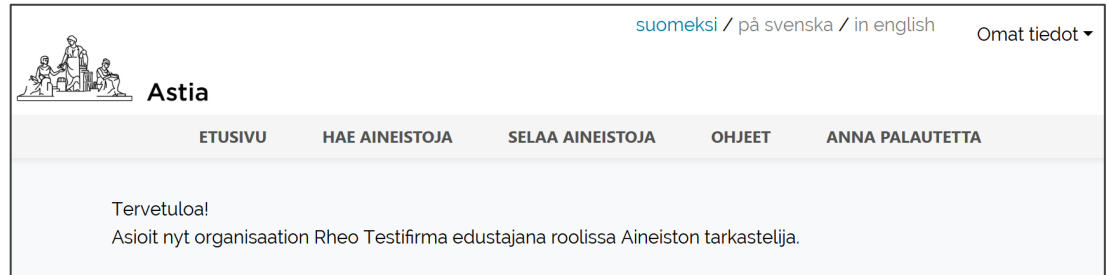 suomeksi / på svenska / in english
Omat tiedot
Astia
ETUSIVU HAE AINEISTOJA SELAA AINEISTOJA OHJEET ANNA PALAUTETTA
Tervetuloa!
Asioit nyt organisaation Rheo Testifirma edustajana roolissa Aineiston tarkastelija.